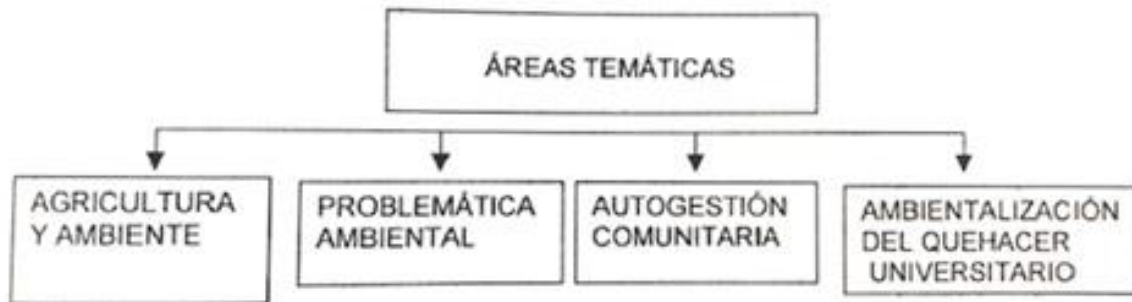 ÁREAS TEMÁTICAS
AGRICULTURA
Y AMBIENTE
PROBLEMÁTICA
AMBIENTAL
AUTOGESTIÓN
COMUNITARIA
AMBIENTALIZACIÓN
DEL QUEHACER
UNIVERSITARIO